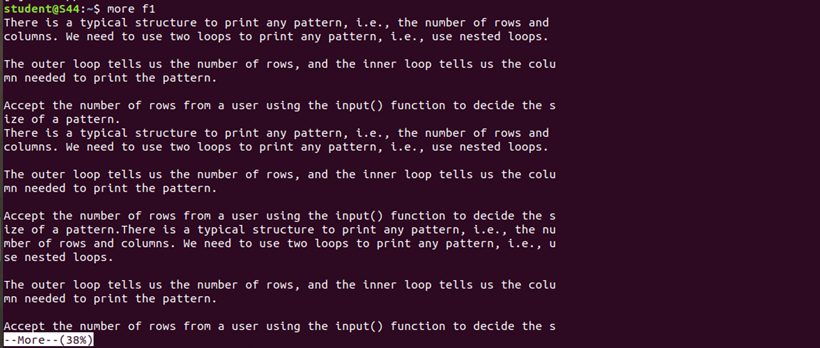 student@S44:~$ more f1
There is a typical structure to print any pattern, i.e., the number of rows and
columns. We need to use two loops to print any pattern, i.e., use nested loops.

The outer loop tells us the number of rows, and the inner loop tells us the colu
mn needed to print the pattern.

Accept the number of rows from a user using the input() function to decide the s
ize of a pattern.
There is a typical structure to print any pattern, i.e., the number of rows and
columns. We need to use two loops to print any pattern, i.e., use nested loops.

The outer loop tells us the number of rows, and the inner loop tells us the colu
mn needed to print the pattern.

Accept the number of rows from a user using the input() function to decide the s
ize of a pattern.There is a typical structure to print any pattern, i.e., the nu
mber of rows and columns. We need to use two loops to print any pattern, i.e., u
se nested loops.

The outer loop tells us the number of rows, and the inner loop tells us the colu
mn needed to print the pattern.

Accept the number of rows from a user using the input() function to decide the s
--More--(38%)